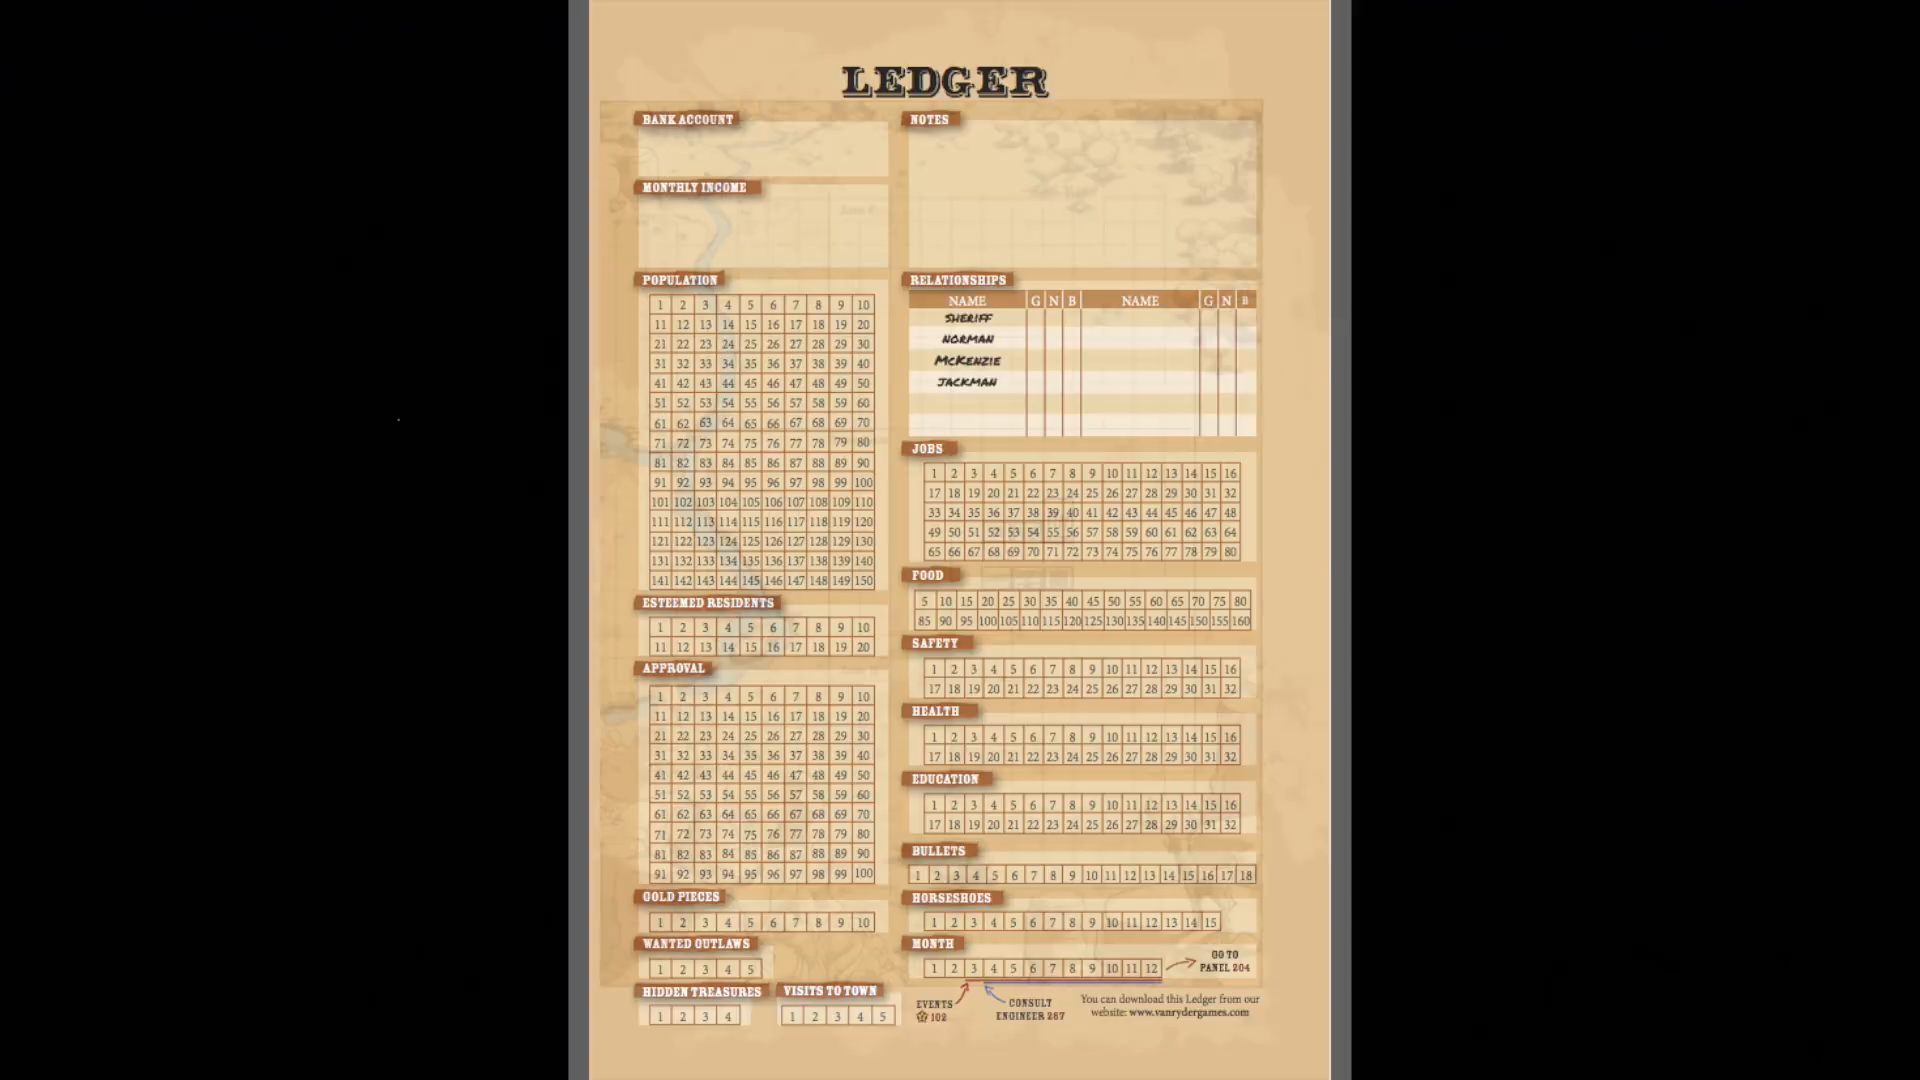 LEDGER
BANK ACCOUNT
MONTHLY INCOME
POPULATION
1 2 3 4 5 6 7 8 9 10
11 12 13 14 15 16 17 18 19 20
21 22 23 24 25 26 27 28 29 30
31 32 33 34 35 36 37 38 39 40
41 42 43 44 45 46 47 48 49 50
51 52 53 54 55 56 57 58 59 60
61 62 63 64 65 66 67 68 69 70
71 72 73 74 75 76 77 78 79 80
81 82 83 84 85 86 87 88 89 90
91 92 93 94 95 96 97 98 99 100
101 102 103 104 105 106 107 108 109 110
111 112 113 114 115 116 117 118 119 120
121 122 123 124 125 126 127 128 129 130
131 132 133 134 135 136 137 138 139 140
141 142 143 144 145 146 147 148 149 150
ESTEEMED RESIDENTS
1 2 3 4 5 6 7 8 9 10
11 12 13 14 15 16 17 18 19 20
APPROVAL
1 2 3 4 5 6 7 8 9 10
11 12 13 14 15 16 17 18 19 20
21 22 23 24 25 26 27 28 29 30
31 32 33 34 35 36 37 38 39 40
41 42 43 44 45 46 47 48 49 50
51 52 53 54 55 56 57 58 59 60
61 62 63 64 65 66 67 68 69 70
71 72 73 74 75 76 77 78 79 80
81 82 83 84 85 86 87 88 89 90
91 92 93 94 95 96 97 98 99 100
GOLD PIECES
1 2 3 4 5 6 7 8 9 10
WANTED OUTLAWS
1 2 3 4 5
HIDDEN TREASURES
1 2 3 4
VISITS TO TOWN
1 2 3 4 5
NOTES
RELATIONSHIPS
NAME G N B NAME G N B
SHERIFF
NORMAN
McKENZIE
JACKMAN
JOBS
1 2 3 4 5 6 7 8 9 10 11 12 13 14 15 16
17 18 19 20 21 22 23 24 25 26 27 28 29 30 31 32
33 34 35 36 37 38 39 40 41 42 43 44 45 46 47 48
49 50 51 52 53 54 55 56 57 58 59 60 61 62 63 64
65 66 67 68 69 70 71 72 73 74 75 76 77 78 79 80
FOOD
5 10 15 20 25 30 35 40 45 50 55 60 65 70 75 80
85 90 95 100 105 110 115 120 125 130 135 140 145 150 155 160
SAFETY
1 2 3 4 5 6 7 8 9 10 11 12 13 14 15 16
17 18 19 20 21 22 23 24 25 26 27 28 29 30 31 32
HEALTH
1 2 3 4 5 6 7 8 9 10 11 12 13 14 15 16
17 18 19 20 21 22 23 24 25 26 27 28 29 30 31 32
EDUCATION
1 2 3 4 5 6 7 8 9 10 11 12 13 14 15 16
17 18 19 20 21 22 23 24 25 26 27 28 29 30 31 32
BULLETS
1 2 3 4 5 6 7 8 9 10 11 12 13 14 15 16 17 18
HORSESHOES
1 2 3 4 5 6 7 8 9 10 11 12 13 14 15
MONTH
1 2 3 4 5 6 7 8 9 10 11 12
GO TO
PANEL 204
EVENTS
102
CONSULT
ENGINEER 267
You can download this Ledger from our
website: www.vanrydergames.com